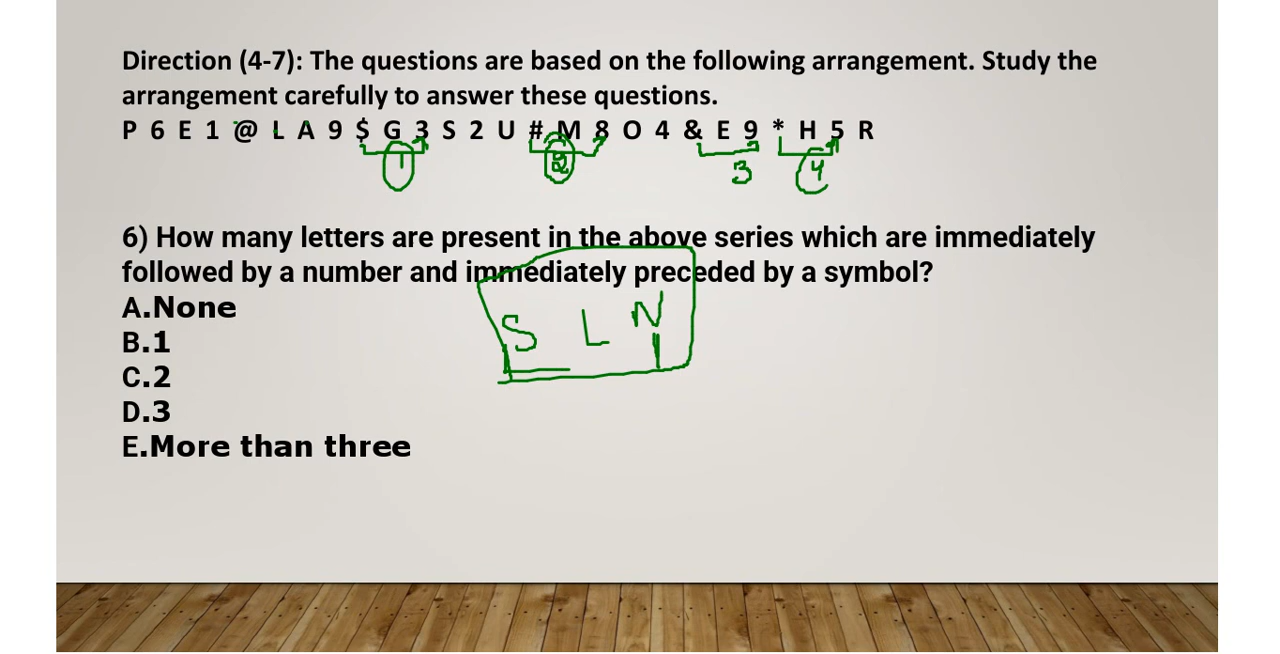 Direction (4-7): The questions are based on the following arrangement. Study the
arrangement carefully to answer these questions.
P 6 E 1 @ L A 9 $ G 3 S 2 U # M 8 O 4 & E 9 * H 5 R
1 2 3 4
6) How many letters are present in the above series which are immediately
followed by a number and immediately preceded by a symbol?
A.None
S L N
B.1
C.2
D.3
E.More than three